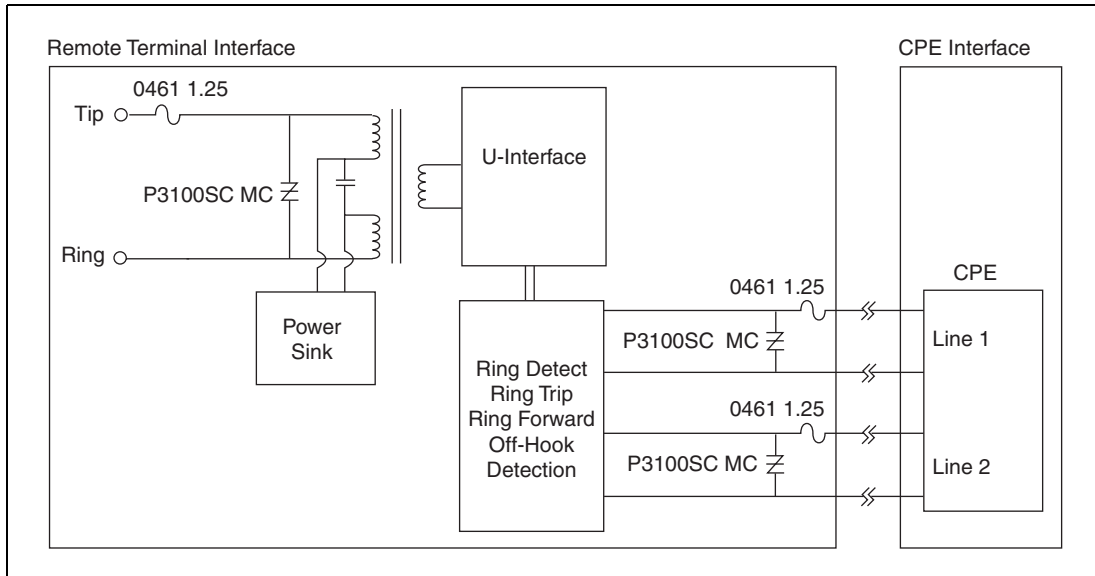 Remote Terminal Interface
CPE Interface
0461 1.25
Tip
P3100SC MC
Ring
Power
Sink
U-Interface
Ring Detect
Ring Trip
Ring Forward
Off-Hook
Detection
0461 1.25
P3100SC MC
0461 1.25
P3100SC MC
CPE
Line 1
Line 2